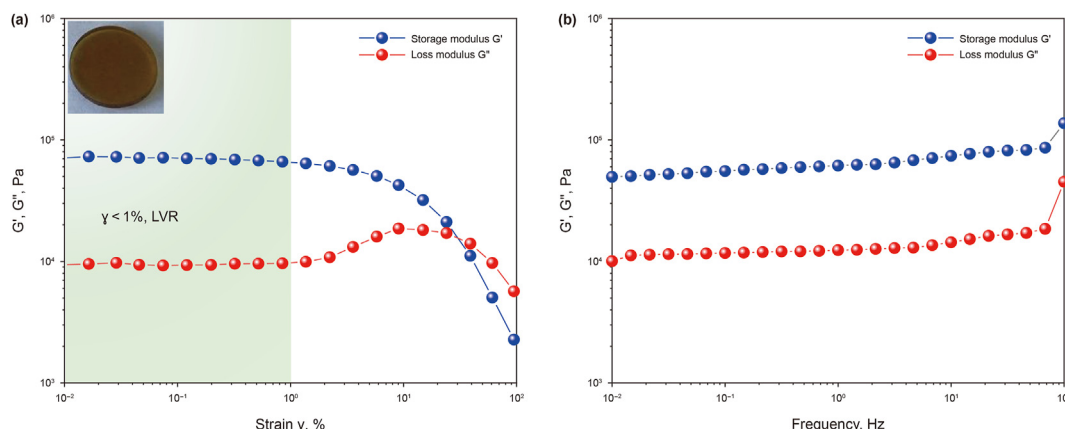 (a)
Storage modulus G'
Loss modulus G"
ɣ < 1%, LVR
G', G", Pa
10⁶
10⁵
10⁴
10³
10⁻²
10⁻¹
10⁰
10¹
10²
Strain γ, %
(b)
Storage modulus G'
Loss modulus G"
G', G", Pa
10⁶
10⁵
10⁴
10³
10⁻²
10⁻¹
10⁰
10¹
10²
Frequency, Hz